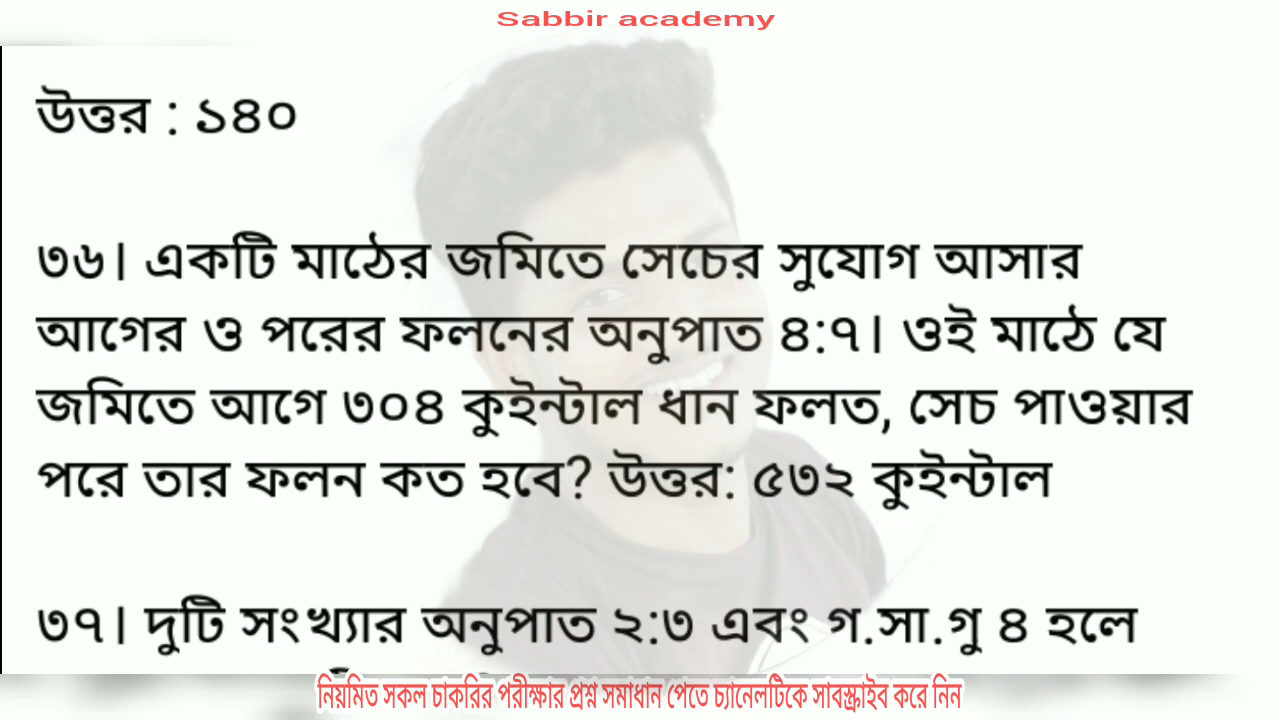 Sabbir academy
উত্তর : ১৪০
৩৬। একটি মাঠের জমিতে সেচের সুযোগ আসার
আগের ও পরের ফলনের অনুপাত ৪:৭। ওই মাঠে যে
জমিতে আগে ৩০৪ কুইন্টাল ধান ফলত, সেচ পাওয়ার
পরে তার ফলন কত হবে? উত্তর: ৫৩২ কুইন্টাল
৩৭। দুটি সংখ্যার অনুপাত ২:৩ এবং গ.সা.গু ৪ হলে
নিয়মিত সকল চাকরির পরীক্ষার প্রশ্ন সমাধান পেতে চ্যানেলটিকে সাবস্ক্রাইব করে নিন